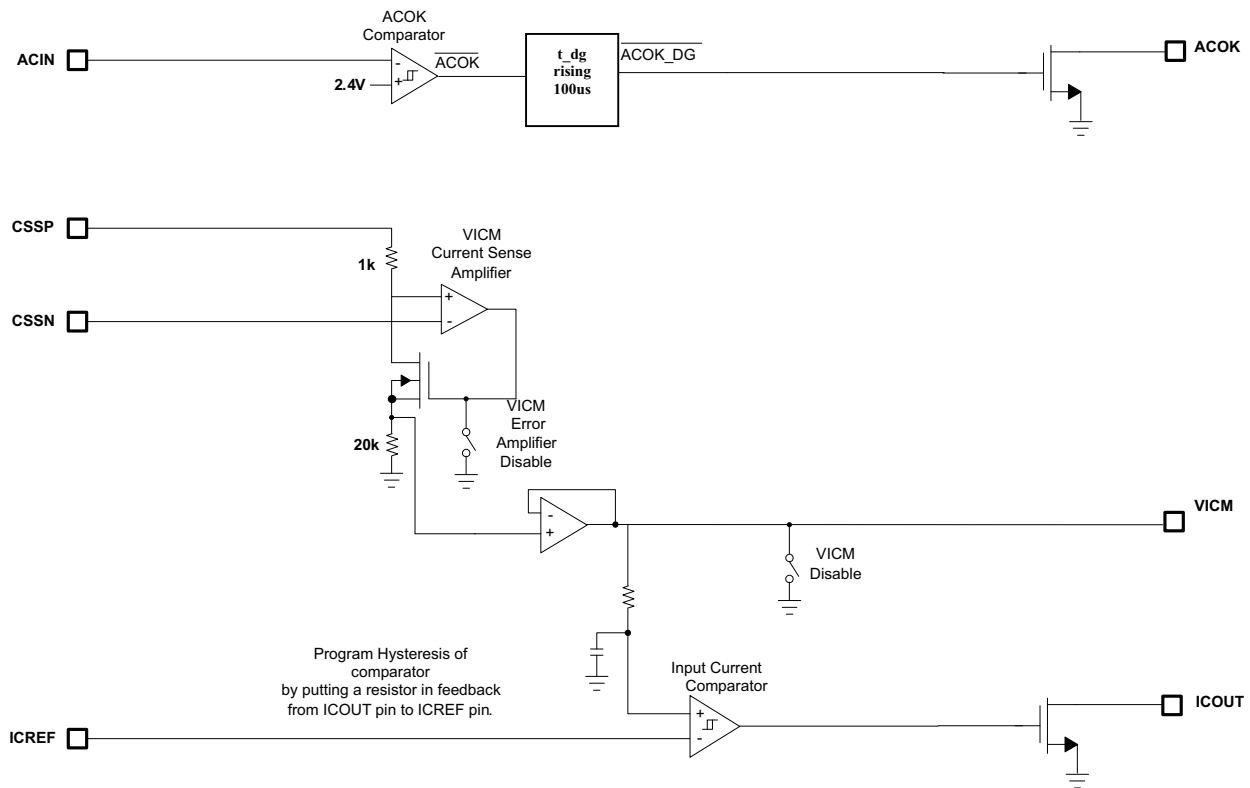 ACOK
Comparator
ACIN
-
+
2.4V
ACOK
t_dg
rising
100us
ACOK_DG
ACOK
CSSP
1k
VICM
Current Sense
Amplifier
+
-
CSSN
VICM
Error
Amplifier
Disable
20k
-
+
VICM
VICM
Disable
Program Hysteresis of
comparator
by putting a resistor in feedback
from ICOUT pin to ICREF pin.
Input Current
Comparator
+
-
ICOUT
ICREF